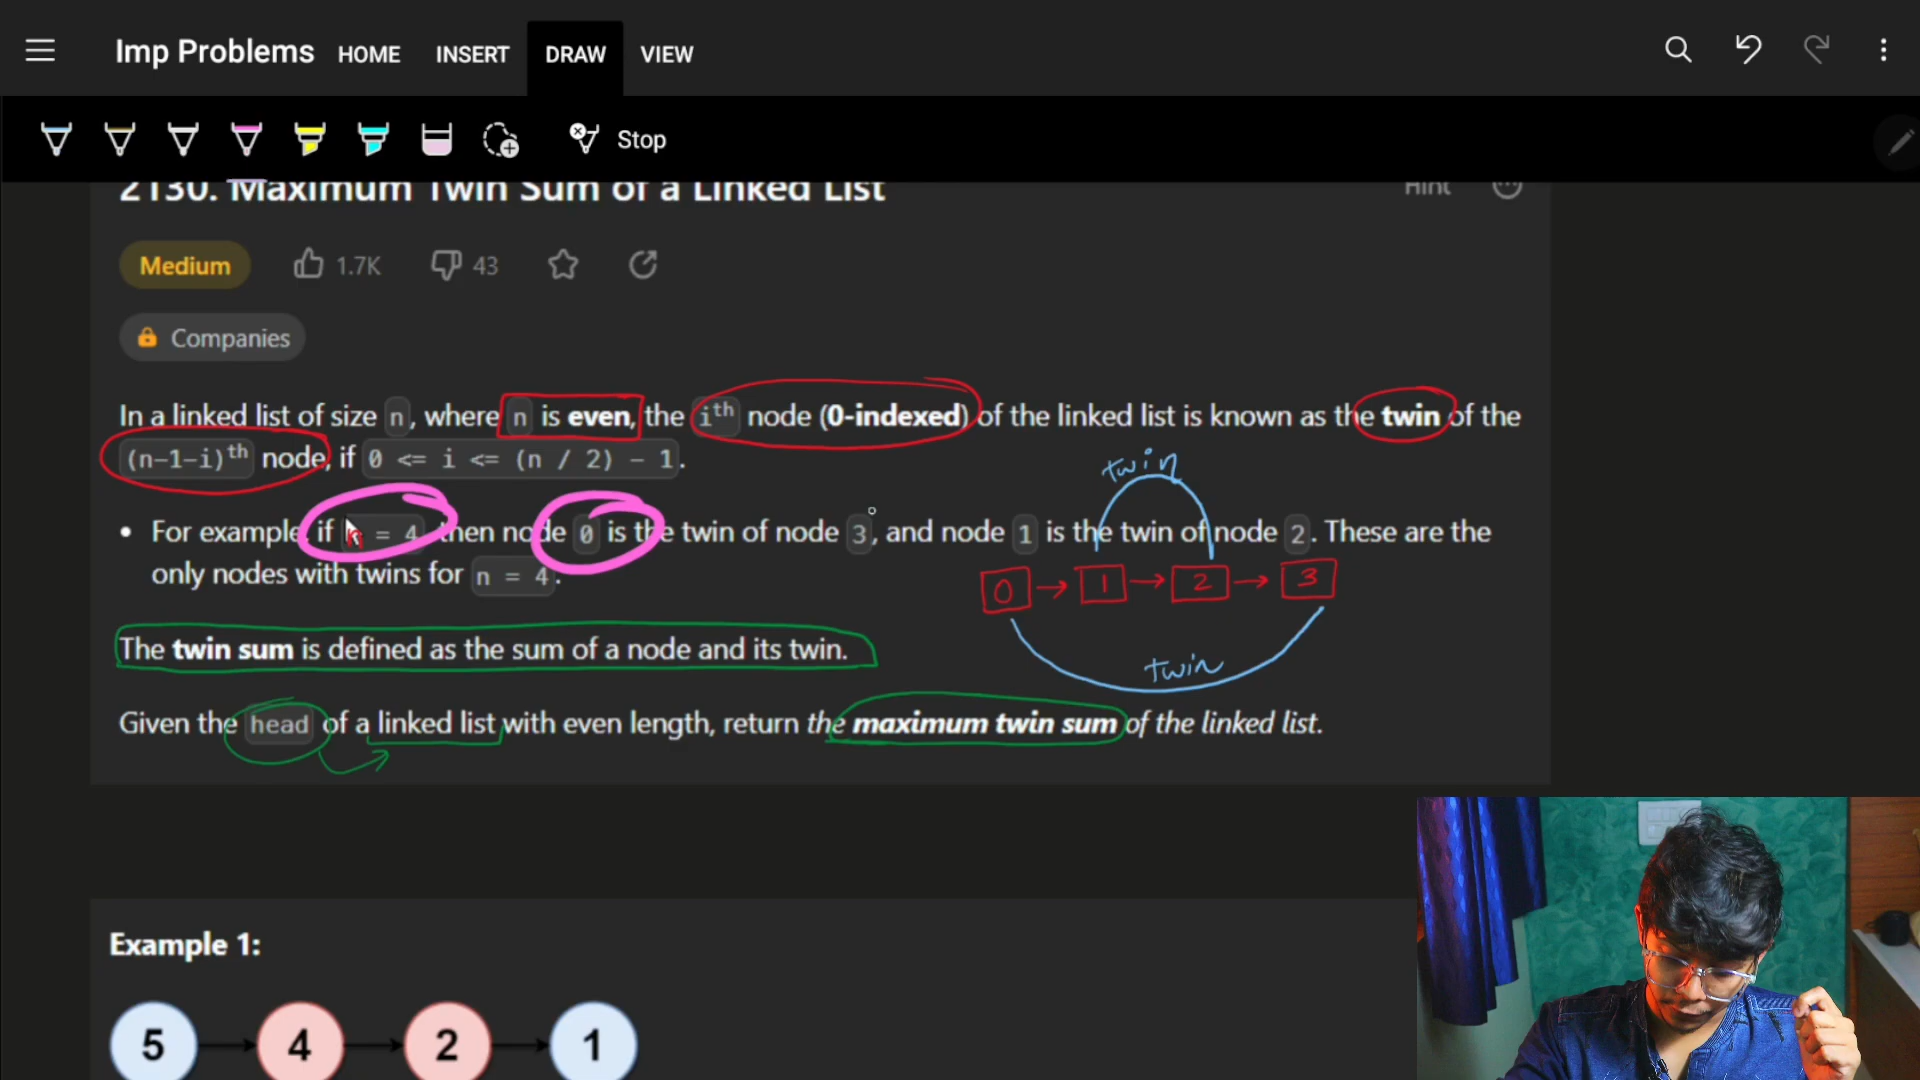 Imp Problems HOME INSERT DRAW VIEW
Stop
2130. Maximum Twin Sum of a Linked List Hint
Medium 1.7K 43
Companies
In a linked list of size n, where n is even, the ith node (0-indexed) of the linked list is known as the twin of the
(n-1-i)th node, if 0 <= i <= (n / 2) - 1.
twin
• For example, if n = 4, then node 0 is the twin of node 3, and node 1 is the twin of node 2. These are the
only nodes with twins for n = 4.
0 → 1 → 2 → 3
The twin sum is defined as the sum of a node and its twin.
twin
Given the head of a linked list with even length, return the maximum twin sum of the linked list.
Example 1:
5 4 2 1